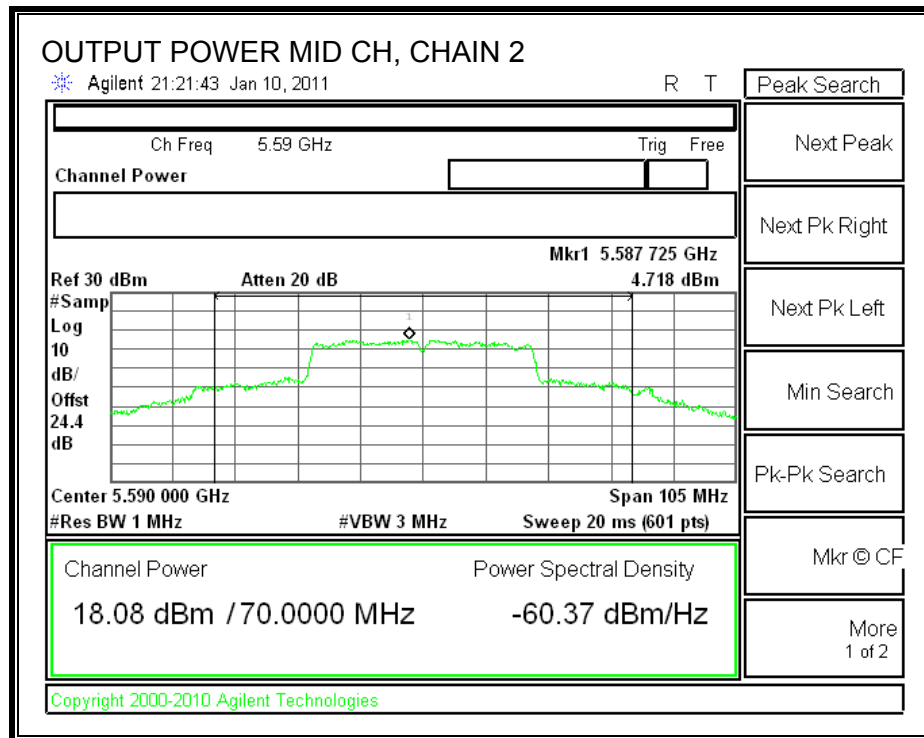 OUTPUT POWER MID CH, CHAIN 2
Agilent 21:21:43 Jan 10, 2011 R T
Peak Search
Ch Freq 5.59 GHz Trig Free
Next Peak
Channel Power
Next Pk Right
Mkr1 5.587 725 GHz
Ref 30 dBm Atten 20 dB 4.718 dBm
#Samp
Log
10
dB/
Offst
24.4
dB
1
Next Pk Left
Min Search
Pk-Pk Search
Center 5.590 000 GHz Span 105 MHz
#Res BW 1 MHz #VBW 3 MHz Sweep 20 ms (601 pts)
Mkr © CF
Channel Power Power Spectral Density
18.08 dBm / 70.0000 MHz -60.37 dBm/Hz
More
1 of 2
Copyright 2000-2010 Agilent Technologies